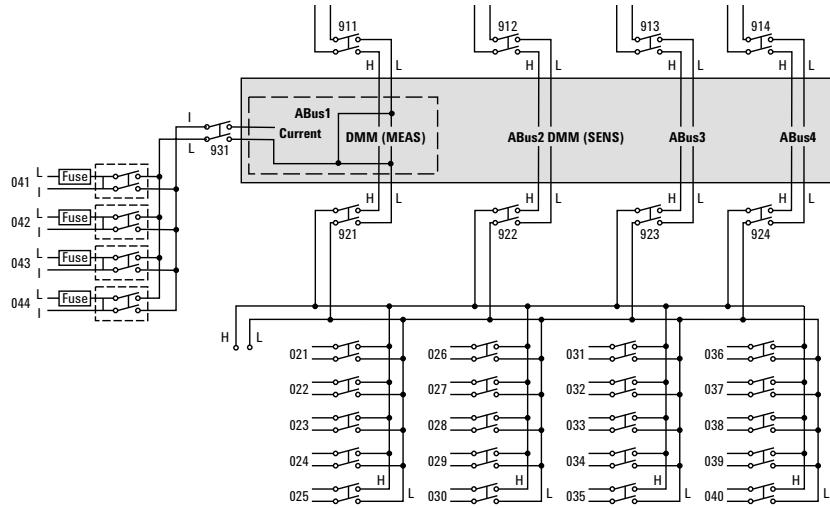 911 912 913 914
H L H L H L H L
ABus1
Current DMM (MEAS) ABus2 DMM (SENS) ABus3 ABus4
I
L 931
L Fuse
041
I
L Fuse
042
I
L Fuse
043
I
L Fuse
044
I
H L H L H L H L
921 922 923 924
H L
021 026 031 036
022 027 032 037
023 028 033 038
024 029 034 039
H H H H
025 L 030 L 035 L 040 L